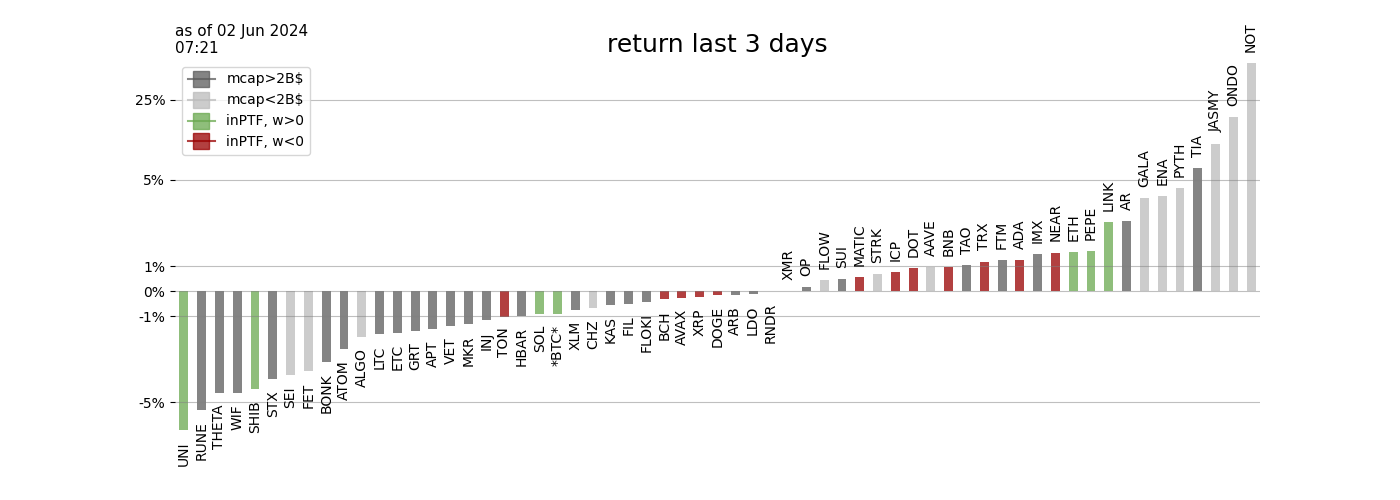 as of 02 Jun 2024
07:21
return last 3 days
mcap>2B$
mcap<2B$
inPTF, w>0
inPTF, w<0
25%
5%
1%
0%
-1%
-5%
UNI
RUNE
THETA
WIF
SHIB
STX
SEI
FET
BONK
ATOM
ALGO
LTC
ETC
GRT
APT
VET
MKR
INJ
TON
HBAR
SOL
*BTC*
XLM
CHZ
KAS
FIL
FLOKI
BCH
AVAX
XRP
DOGE
ARB
LDO
RNDR
XMR
OP
FLOW
SUI
MATIC
STRK
ICP
DOT
AAVE
BNB
TAO
TRX
FTM
ADA
IMX
NEAR
ETH
PEPE
LINK
AR
GALA
ENA
PYTH
TIA
JASMY
ONDO
NOT